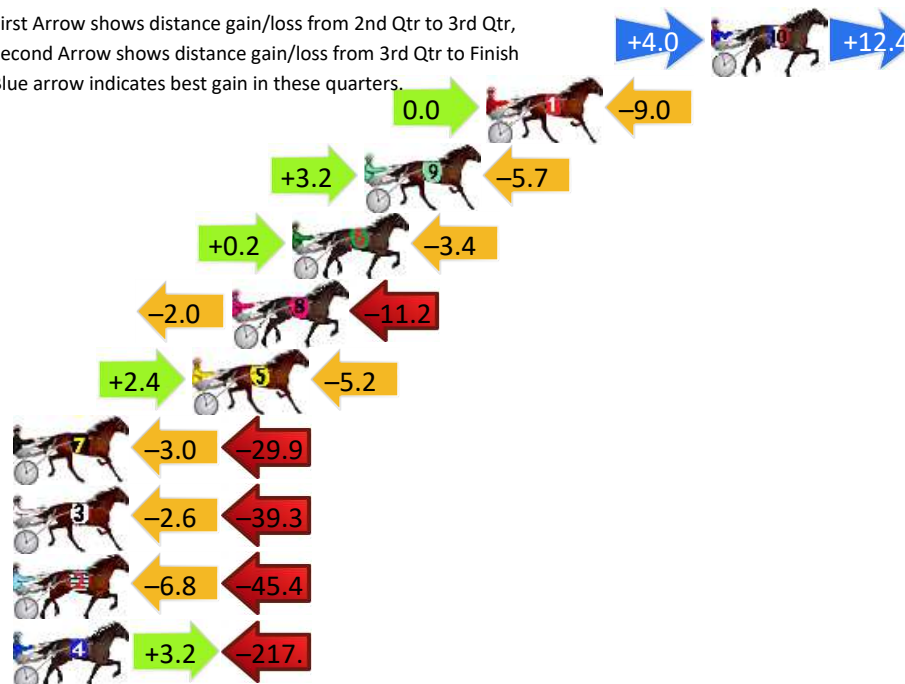 irst Arrow shows distance gain/loss from 2nd Qtr to 3rd Qtr,
econd Arrow shows distance gain/loss from 3rd Qtr to Finish
lue arrow indicates best gain in these quarters.
+4.0 10 +12.4
0.0 1 –9.0
+3.2 9 –5.7
+0.2 –3.4
–2.0 8 –11.2
+2.4 5 –5.2
7 –3.0 –29.9
3 –2.6 –39.3
2 –6.8 –45.4
4 +3.2 –217.